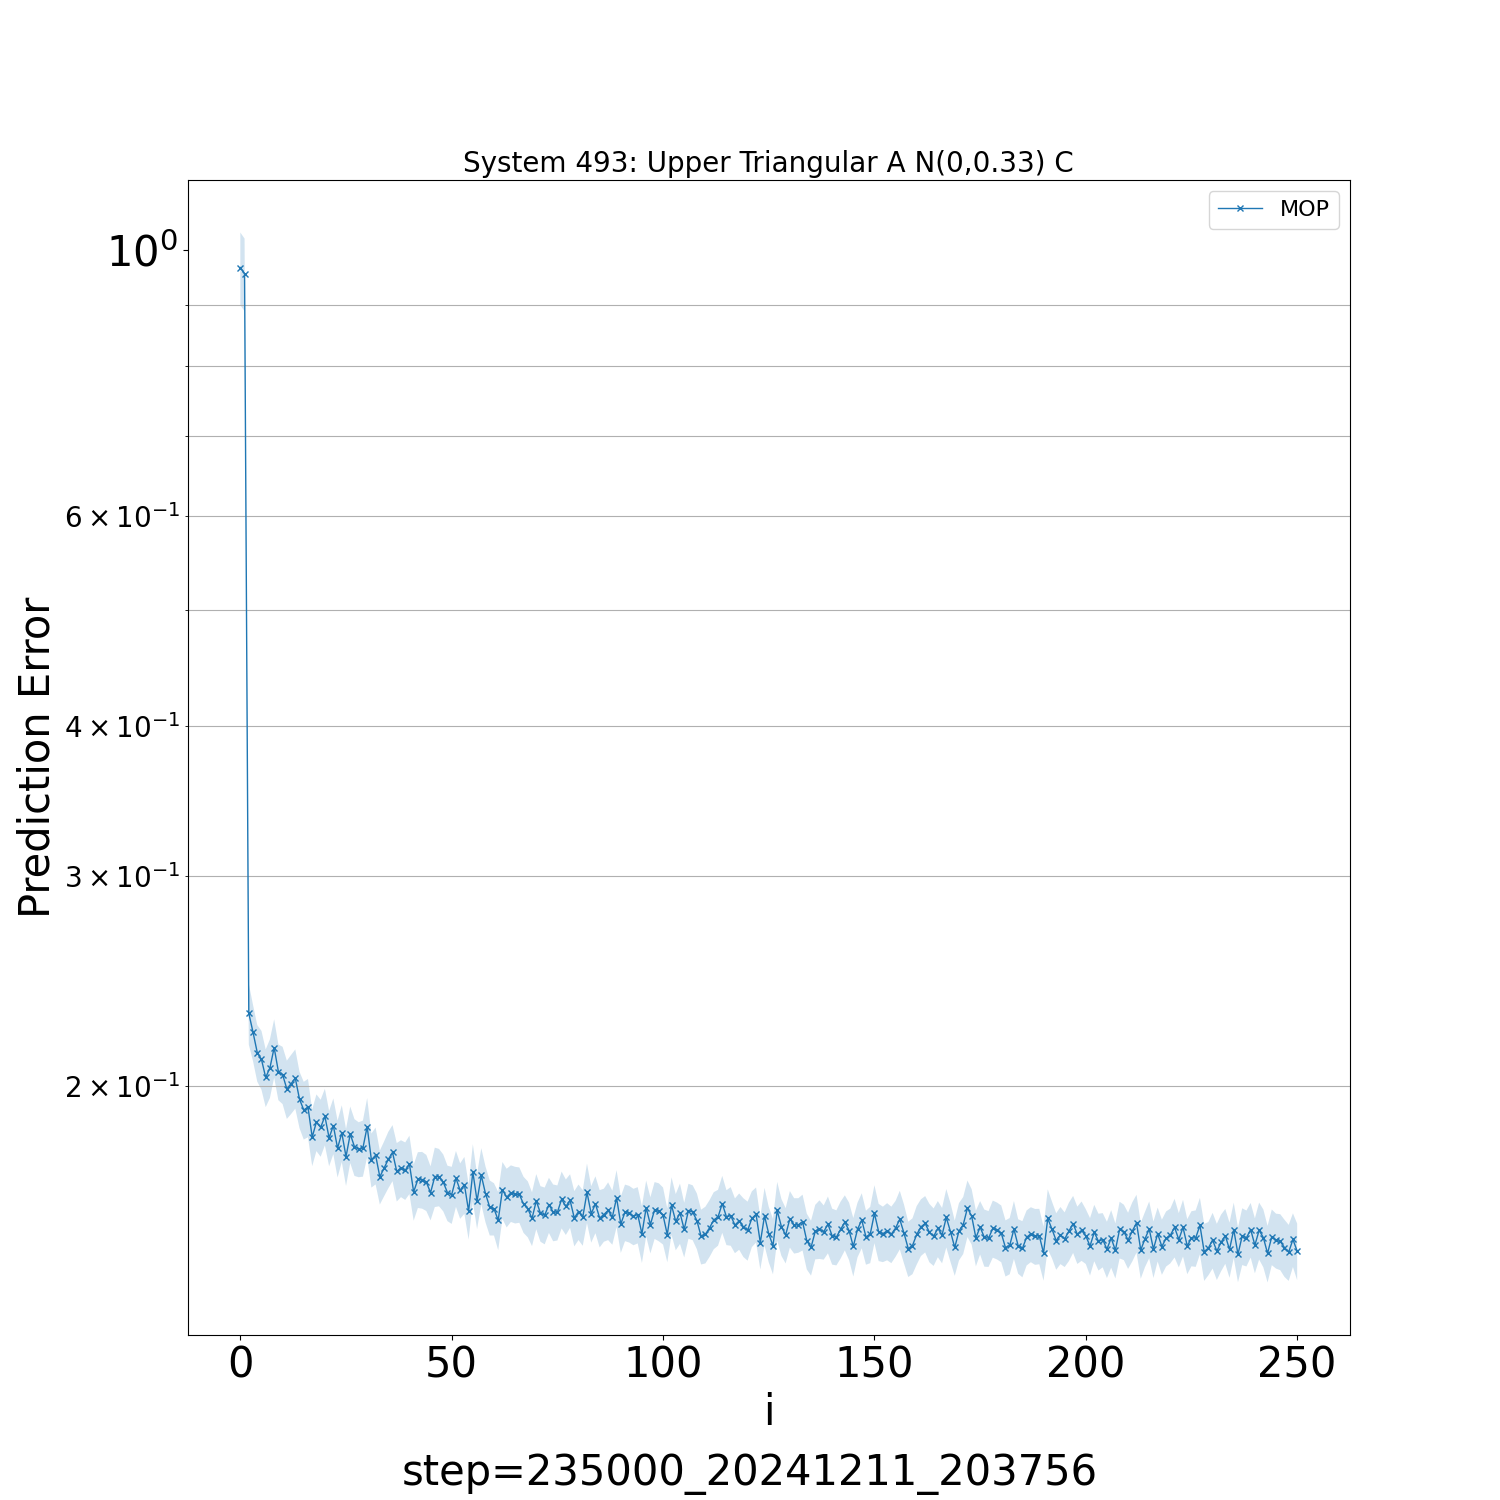 System 493: Upper Triangular A N(0,0.33) C
MOP
10⁰
6×10⁻¹
4×10⁻¹
3×10⁻¹
2×10⁻¹
Prediction Error
0 50 100 150 200 250
i
step=235000_20241211_203756